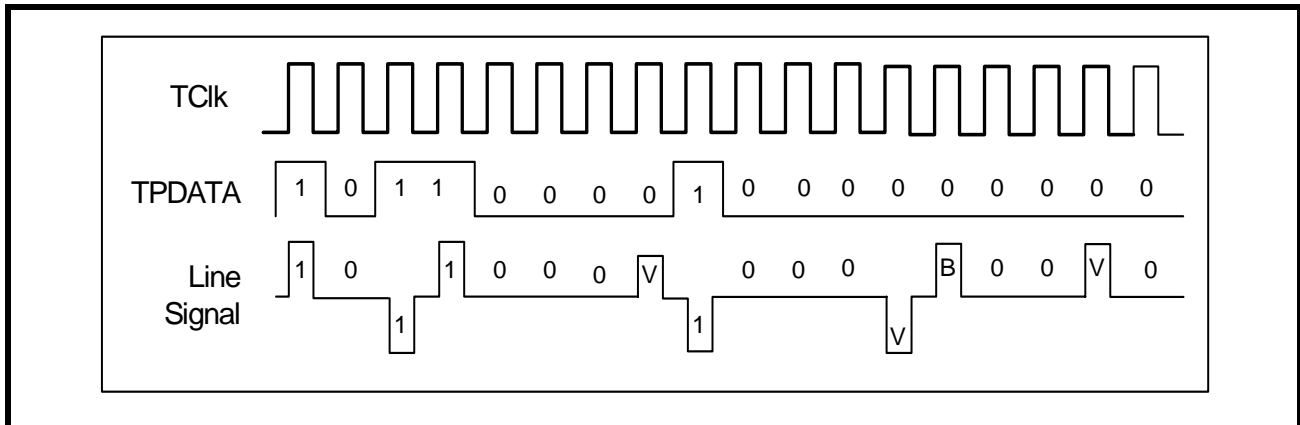 TClk
TPDATA 1 0 1 1 0 0 0 0 1 0 0 0 0 0 0 0 0 0
Line Signal 1 0 1 1 0 0 0 V 1 0 0 0 V B 0 0 V 0